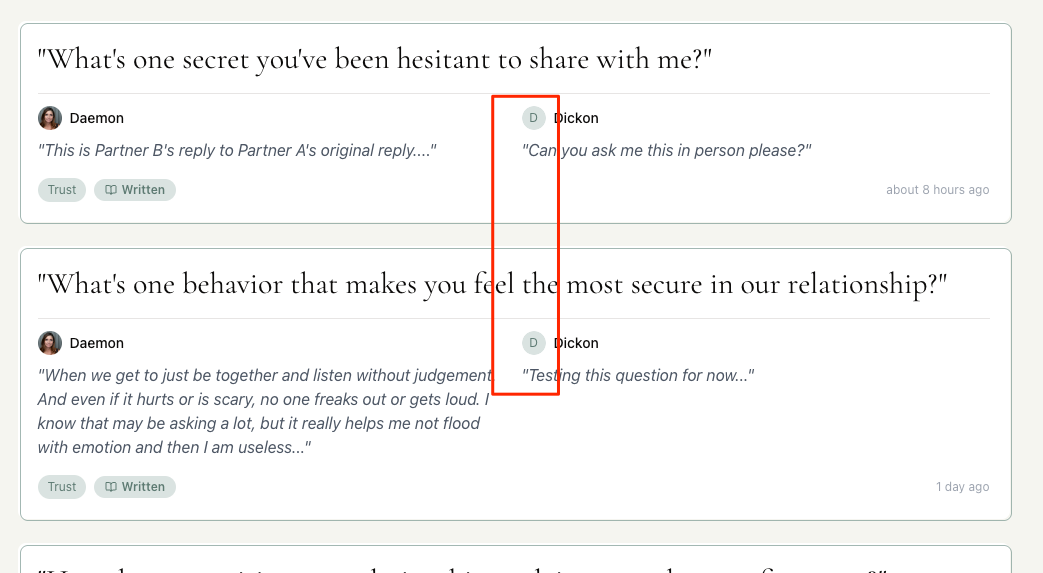 "What's one secret you've been hesitant to share with me?"
Daemon
"This is Partner B's reply to Partner A's original reply...."
D Dickon
"Can you ask me this in person please?"
Trust
Written
about 8 hours ago
"What's one behavior that makes you feel the most secure in our relationship?"
Daemon
"When we get to just be together and listen without judgement.
And even if it hurts or is scary, no one freaks out or gets loud. I
know that may be asking a lot, but it really helps me not flood
with emotion and then I am useless..."
D Dickon
"Testing this question for now..."
Trust
Written
1 day ago